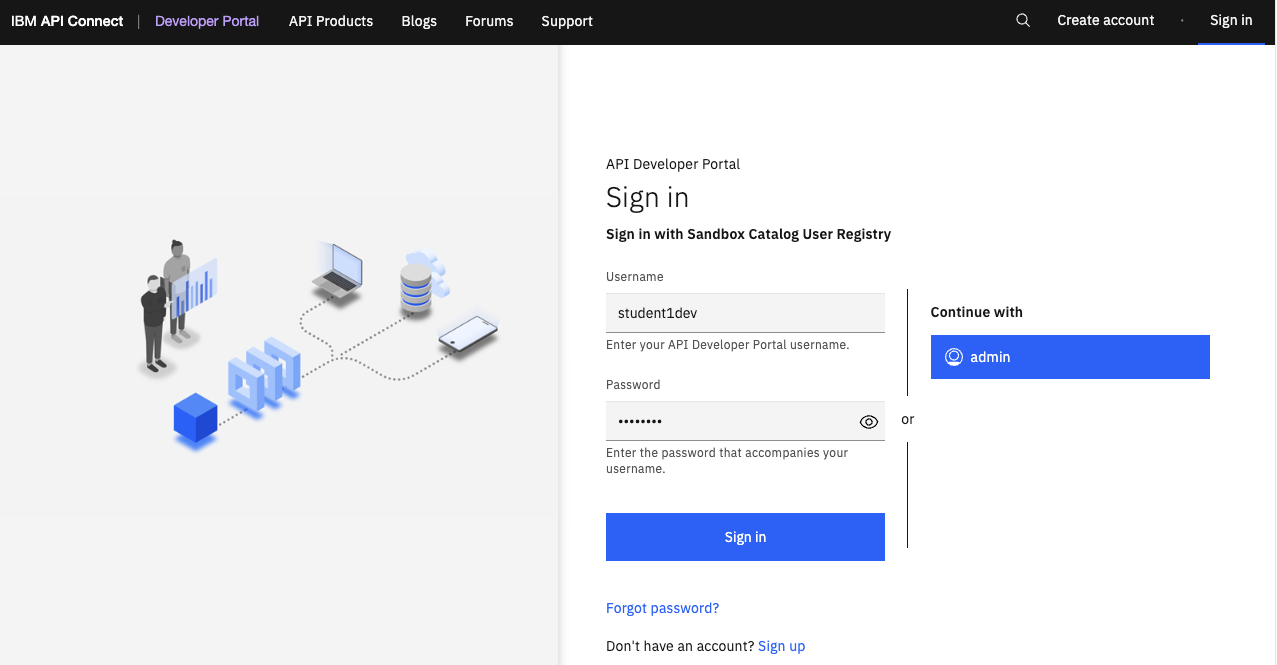 IBM API Connect | Developer Portal API Products Blogs Forums Support Create account · Sign in
API Developer Portal
Sign in
Sign in with Sandbox Catalog User Registry
Username
student1dev
Enter your API Developer Portal username.
Password
••••••••
Enter the password that accompanies your
username.
Sign in
or
Continue with
admin
Forgot password?
Don't have an account? Sign up